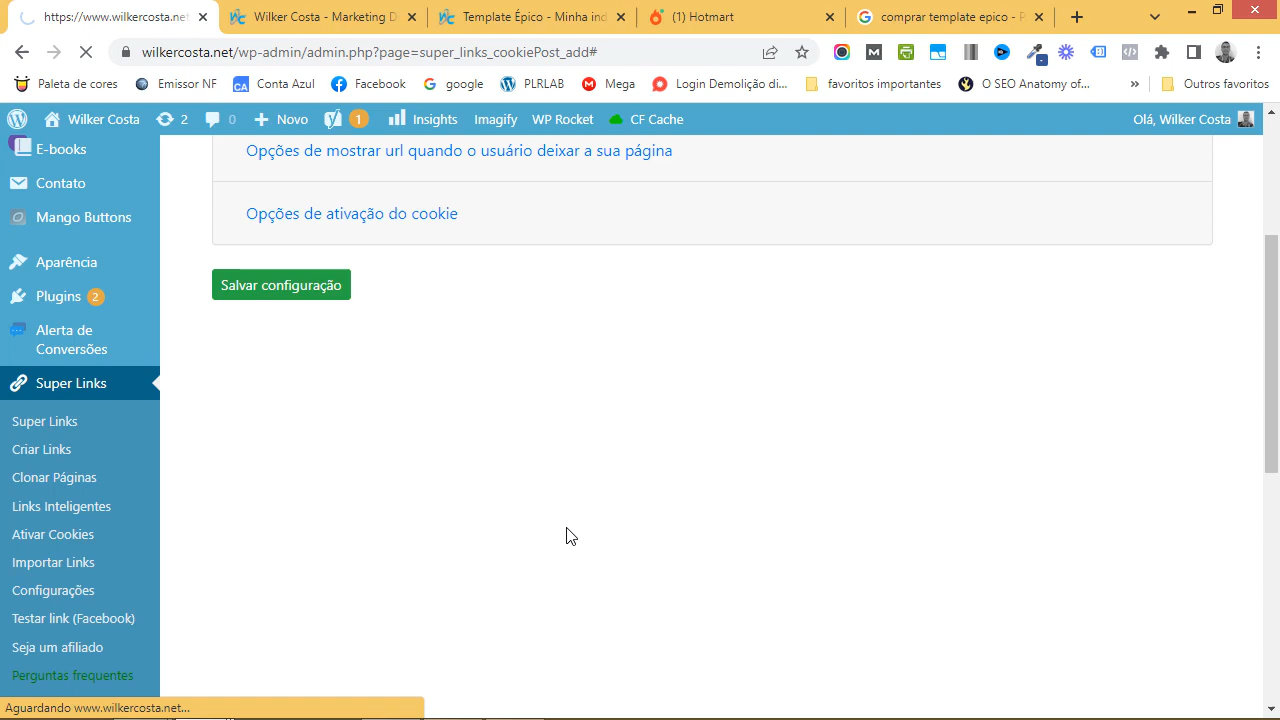 https://www.wilkercosta.net
Wilker Costa - Marketing D
Template Épico - Minha ind
(1) Hotmart
comprar template epico - P
wilkercosta.net/wp-admin/admin.php?page=super_links_cookiePost_add#
Paleta de cores
Emissor NF
CA
Conta Azul
Facebook
google
PLRLAB
Mega
Login Demolição di...
favoritos importantes
O SEO Anatomy of...
»
Outros favoritos
Wilker Costa
2
0
Novo
1
Insights
Imagify
WP Rocket
CF Cache
Olá, Wilker Costa
E-books
Contato
Mango Buttons
Aparência
Plugins 2
Alerta de
Conversões
Super Links
Super Links
Criar Links
Clonar Páginas
Links Inteligentes
Ativar Cookies
Importar Links
Configurações
Testar link (Facebook)
Seja um afiliado
Perguntas frequentes
Opções de mostrar url quando o usuário deixar a sua página
Opções de ativação do cookie
Salvar configuração
Aguardando www.wilkercosta.net...